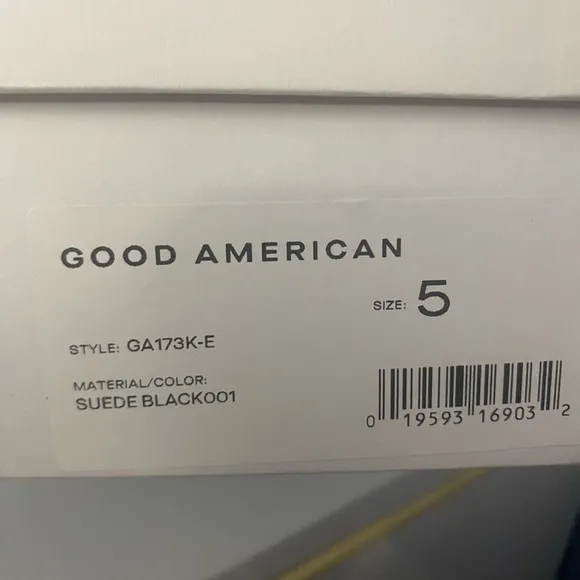 GOOD AMERICAN
SIZE: 5
STYLE: GA173K-E
MATERIAL/COLOR:
SUEDE BLACK001
0 19593 16903 2